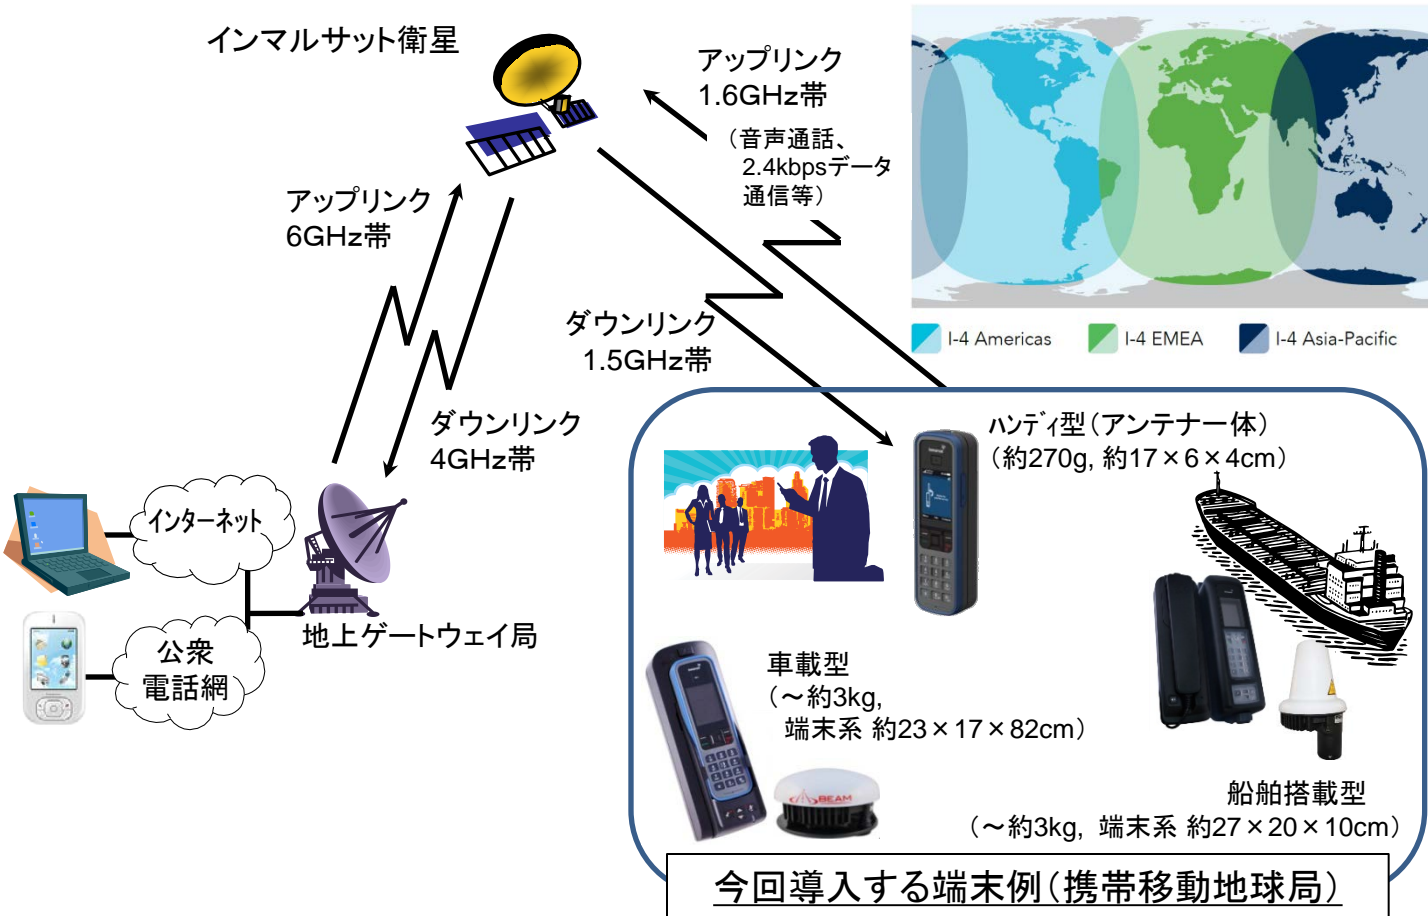 インマルサット衛星
アップリンク
1.6GHz帯
（音声通話、
2.4kbpsデータ
通信等）
アップリンク
6GHz帯
ダウンリンク
1.5GHz帯
I-4 Americas
I-4 EMEA
I-4 Asia-Pacific
ダウンリンク
4GHz帯
ハンディ型（アンテナ一体）
（約270g, 約17×6×4cm）
インターネット
地上ゲートウェイ局
公衆
電話網
車載型
（～約3kg,
端末系 約23×17×82cm）
BEAM
船舶搭載型
（～約3kg, 端末系 約27×20×10cm）
今回導入する端末例（携帯移動地球局）